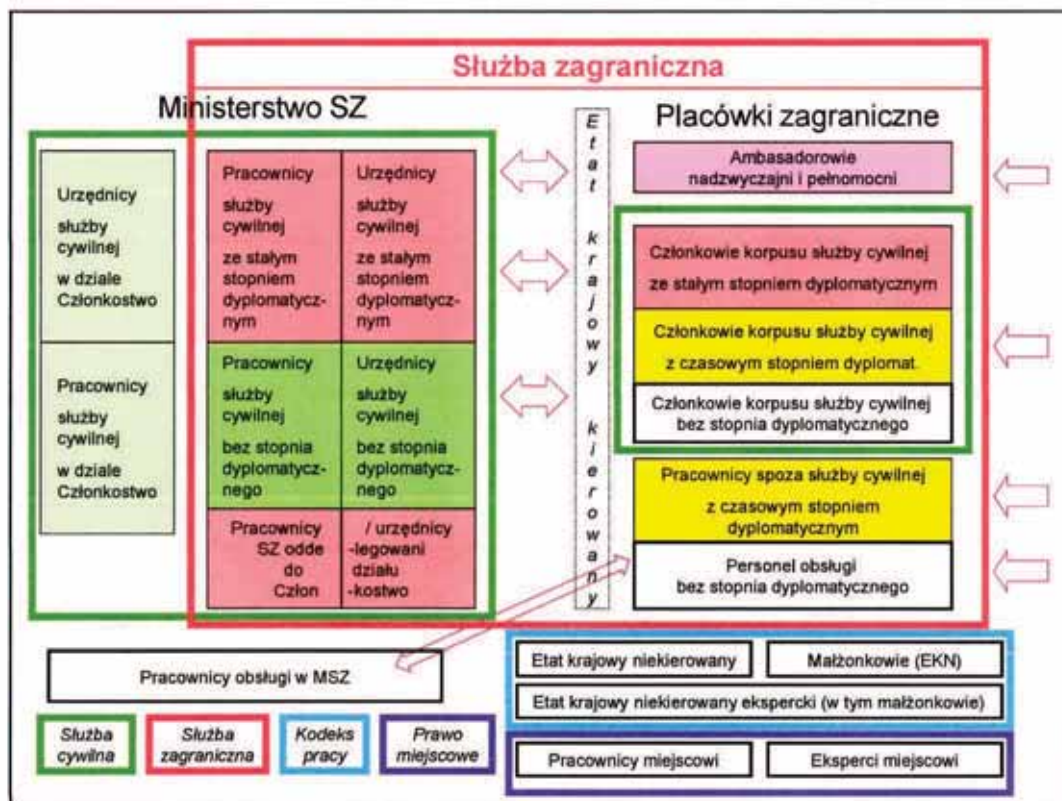 Służba zagraniczna
Ministerstwo SZ
Urzędnicy
służby
cywilnej
w dziale
Członkostwo
Pracownicy
służby
cywilnej
w dziale
Członkostwo
Pracownicy
służby
cywilnej
ze stałym
stopniem
dyplomatycz-
nym
Urzędnicy
służby
cywilnej
ze stałym
stopniem
dyplomatycz-
nym
Pracownicy
służby
cywilnej
bez stopnia
dyplomatycz-
nego
Urzędnicy
służby
cywilnej
bez stopnia
dyplomatycz-
nego
Pracownicy / urzędnicy
SZ odde -legowani
do działu
Człon -kostwo
Etat krajowy kierowany
Placówki zagraniczne
Ambasadorowie
nadzwyczajni i pełnomocni
Członkowie korpusu służby cywilnej
ze stałym stopniem dyplomatycznym
Członkowie korpusu służby cywilnej
z czasowym stopniem dyplomat.
Członkowie korpusu służby cywilnej
bez stopnia dyplomatycznego
Pracownicy spoza służby cywilnej
z czasowym stopniem
dyplomatycznym
Personel obsługi
bez stopnia dyplomatycznego
Pracownicy obsługi w MSZ
Etat krajowy niekierowany
Małżonkowie (EKN)
Etat krajowy niekierowany ekspercki (w tym małżonkowie)
Pracownicy miejscowi
Eksperci miejscowi
Służba
cywilna
Służba
zagraniczna
Kodeks
pracy
Prawo
miejscowe